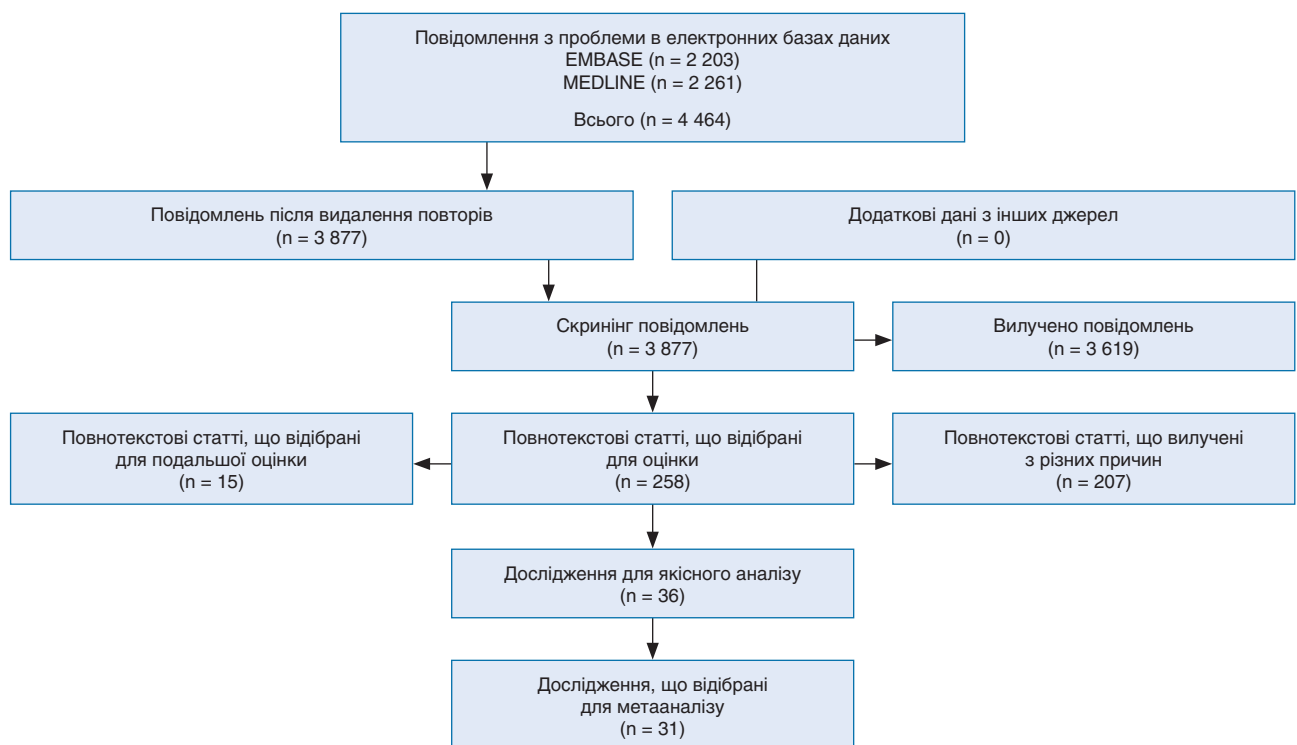 Повідомлення з проблеми в електронних базах даних
EMBASE (n = 2 203)
MEDLINE (n = 2 261)
Всього (n = 4 464)
Повідомлень після видалення повторів
(n = 3 877)
Додаткові дані з інших джерел
(n = 0)
Скринінг повідомлень
(n = 3 877)
Вилучено повідомлень
(n = 3 619)
Повнотекстові статті, що відібрані
для подальшої оцінки
(n = 15)
Повнотекстові статті, що відібрані
для оцінки
(n = 258)
Повнотекстові статті, що вилучені
з різних причин
(n = 207)
Дослідження для якісного аналізу
(n = 36)
Дослідження, що відібрані
для метааналізу
(n = 31)